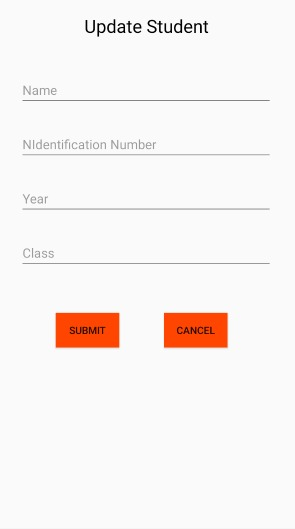 Update Student
Name
NIdentification Number
Year
Class
SUBMIT CANCEL